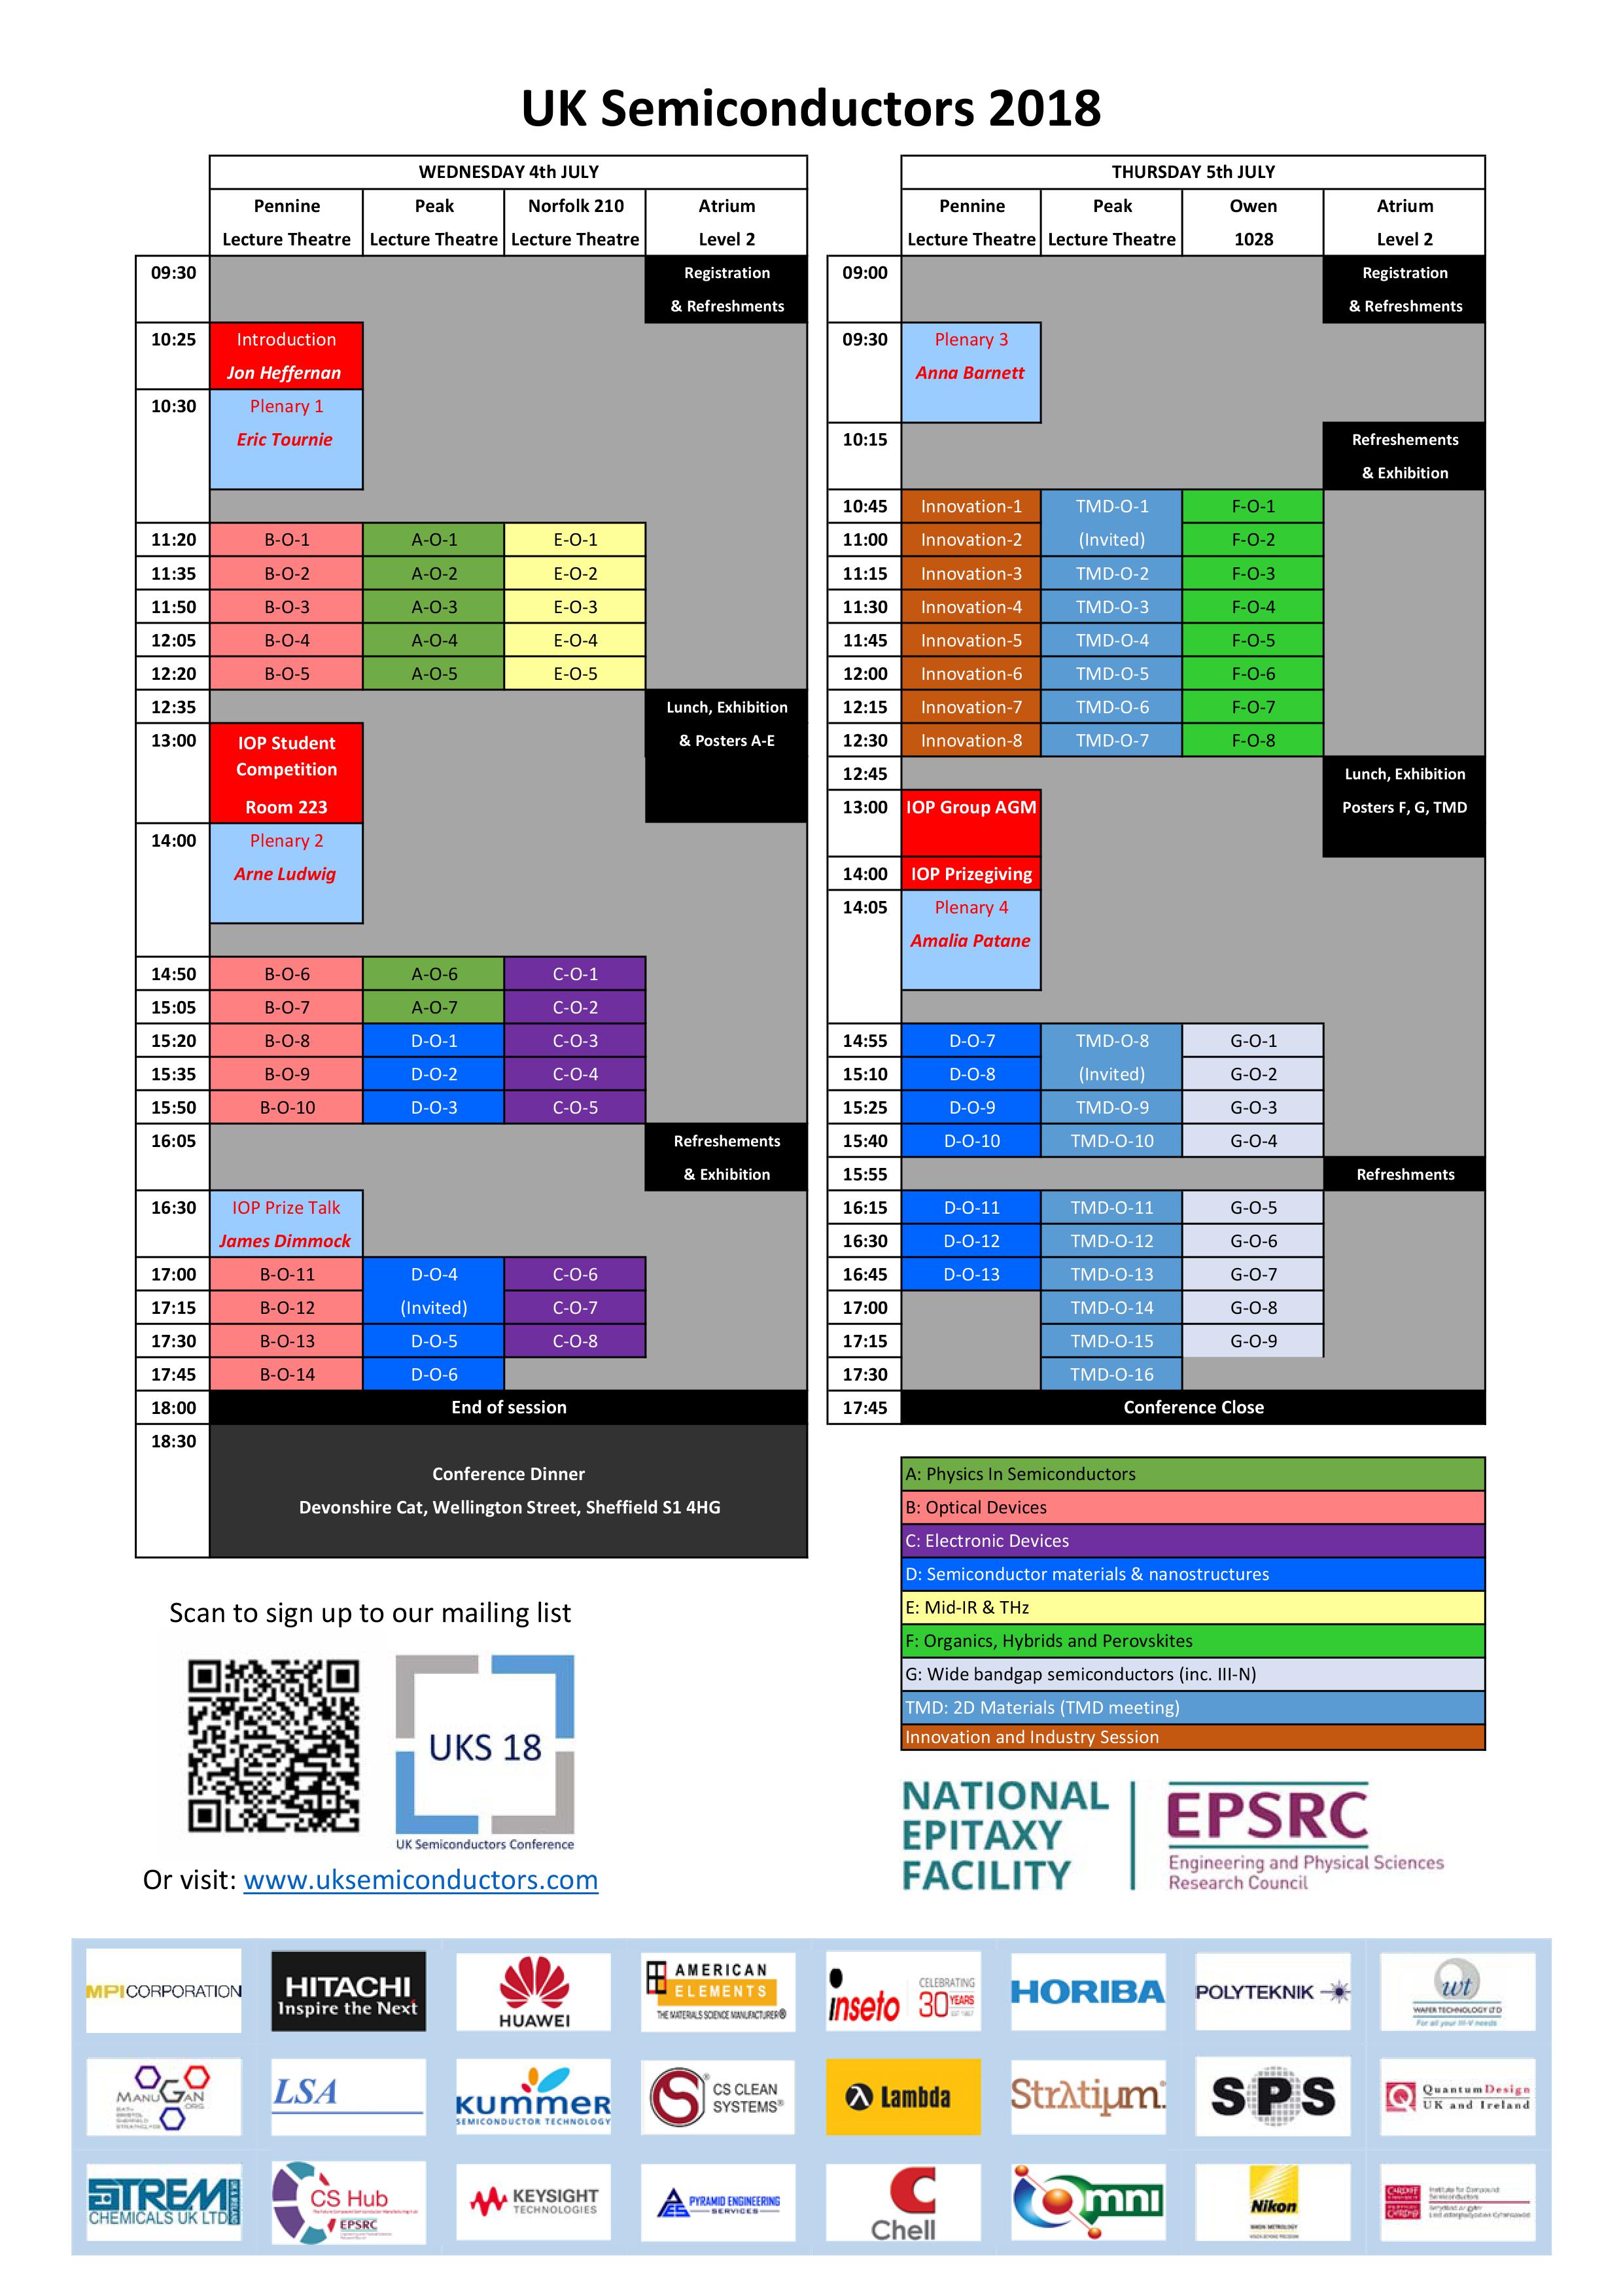 UK Semiconductors 2018
WEDNESDAY 4th JULY
Pennine Peak Norfolk 210 Atrium
Lecture Theatre Lecture Theatre Lecture Theatre Level 2
09:30 Registration
& Refreshments
10:25 Introduction
Jon Heffernan
10:30 Plenary 1
Eric Tournie
11:20 B-O-1 A-O-1 E-O-1
11:35 B-O-2 A-O-2 E-O-2
11:50 B-O-3 A-O-3 E-O-3
12:05 B-O-4 A-O-4 E-O-4
12:20 B-O-5 A-O-5 E-O-5
12:35 Lunch, Exhibition
13:00 IOP Student & Posters A-E
Competition
Room 223
14:00 Plenary 2
Arne Ludwig
14:50 B-O-6 A-O-6 C-O-1
15:05 B-O-7 A-O-7 C-O-2
15:20 B-O-8 D-O-1 C-O-3
15:35 B-O-9 D-O-2 C-O-4
15:50 B-O-10 D-O-3 C-O-5
16:05 Refreshements
& Exhibition
16:30 IOP Prize Talk
James Dimmock
17:00 B-O-11 D-O-4 C-O-6
17:15 B-O-12 (Invited) C-O-7
17:30 B-O-13 D-O-5 C-O-8
17:45 B-O-14 D-O-6
18:00 End of session
18:30
Conference Dinner
Devonshire Cat, Wellington Street, Sheffield S1 4HG
THURSDAY 5th JULY
Pennine Peak Owen Atrium
Lecture Theatre Lecture Theatre 1028 Level 2
09:00 Registration
& Refreshments
09:30 Plenary 3
Anna Barnett
10:15 Refreshements
& Exhibition
10:45 Innovation-1 TMD-O-1 F-O-1
11:00 Innovation-2 (Invited) F-O-2
11:15 Innovation-3 TMD-O-2 F-O-3
11:30 Innovation-4 TMD-O-3 F-O-4
11:45 Innovation-5 TMD-O-4 F-O-5
12:00 Innovation-6 TMD-O-5 F-O-6
12:15 Innovation-7 TMD-O-6 F-O-7
12:30 Innovation-8 TMD-O-7 F-O-8
12:45 Lunch, Exhibition
13:00 IOP Group AGM Posters F, G, TMD
14:00 IOP Prizegiving
14:05 Plenary 4
Amalia Patane
14:55 D-O-7 TMD-O-8 G-O-1
15:10 D-O-8 (Invited) G-O-2
15:25 D-O-9 TMD-O-9 G-O-3
15:40 D-O-10 TMD-O-10 G-O-4
15:55 Refreshments
16:15 D-O-11 TMD-O-11 G-O-5
16:30 D-O-12 TMD-O-12 G-O-6
16:45 D-O-13 TMD-O-13 G-O-7
17:00 TMD-O-14 G-O-8
17:15 TMD-O-15 G-O-9
17:30 TMD-O-16
17:45 Conference Close
A: Physics In Semiconductors
B: Optical Devices
C: Electronic Devices
D: Semiconductor materials & nanostructures
E: Mid-IR & THz
F: Organics, Hybrids and Perovskites
G: Wide bandgap semiconductors (inc. III-N)
TMD: 2D Materials (TMD meeting)
Innovation and Industry Session
Scan to sign up to our mailing list
UKS 18
UK Semiconductors Conference
Or visit: www.uksemiconductors.com
NATIONAL
EPITAXY
FACILITY
EPSRC
Engineering and Physical Sciences
Research Council
MPI CORPORATION
HITACHI
Inspire the Next
HUAWEI
AMERICAN
ELEMENTS
THE MATERIALS SCIENCE MANUFACTURER®
inseto
CELEBRATING
30 YEARS
HORIBA
POLYTEKNIK
wt
WAFER TECHNOLOGY LTD
For all your III-V needs
MANUGAN
.ORG
LSA
KUMMER
SEMICONDUCTOR TECHNOLOGY
CS CLEAN
SYSTEMS®
Lambda
Strλtiµm
SPS
QuantumDesign
UK and Ireland
STREM
CHEMICALS UK LTD
CS Hub
EPSRC
KEYSIGHT
TECHNOLOGIES
PES
PYRAMID ENGINEERING
SERVICES
Chell
Omni
Nikon
NIKON METROLOGY
CARDIFF
Institute for Compound
Semiconductors